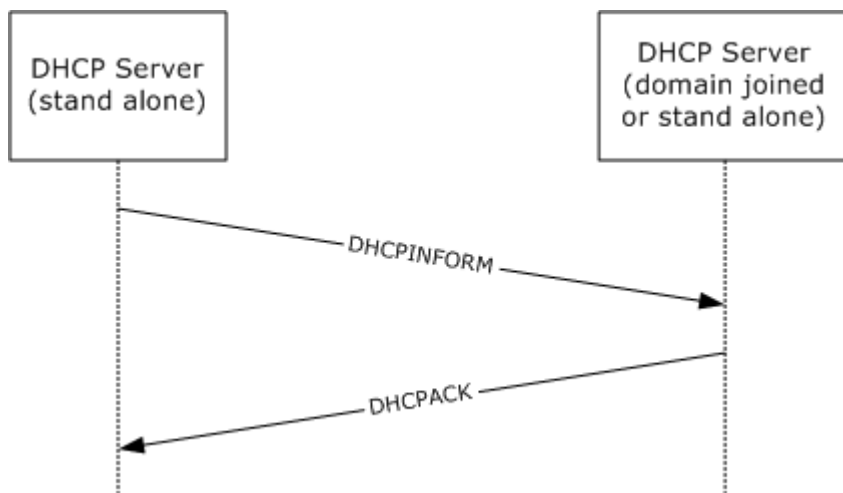 DHCP Server
(stand alone)
DHCP Server
(domain joined
or stand alone)
DHCPINFORM
DHCPACK